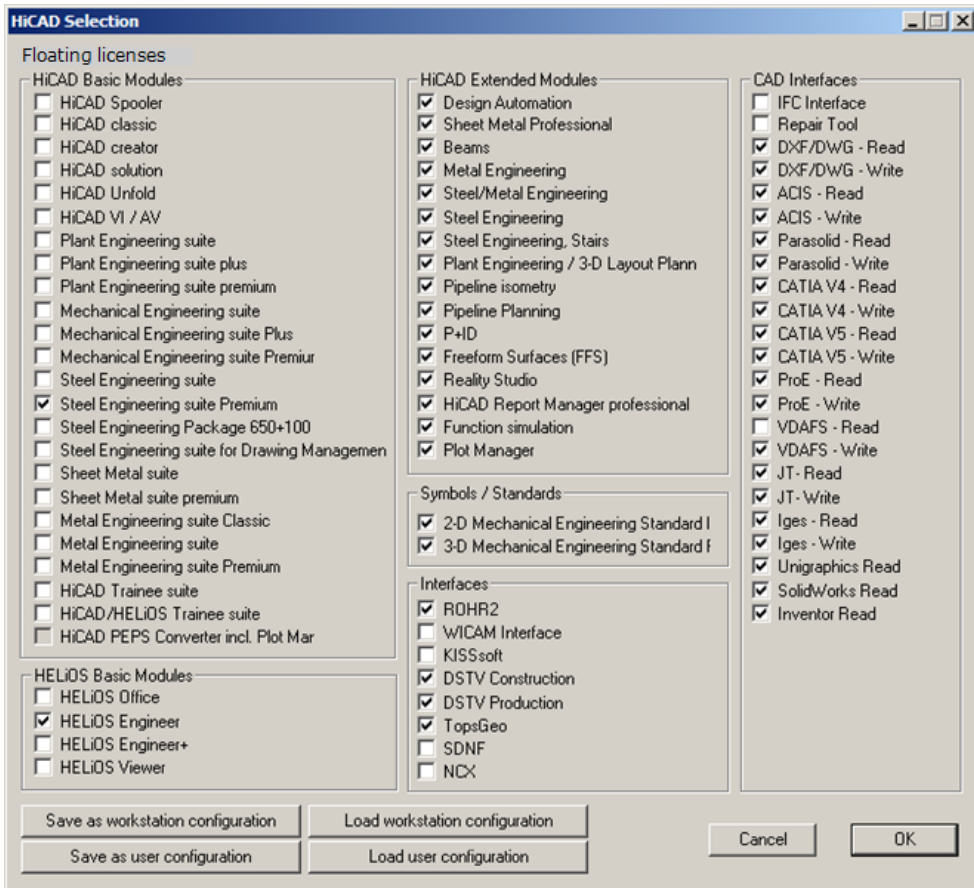 HiCAD Selection
Floating licenses
HiCAD Basic Modules
HiCAD Spooler
HiCAD classic
HiCAD creator
HiCAD solution
HiCAD Unfold
HiCAD VI / AV
Plant Engineering suite
Plant Engineering suite plus
Plant Engineering suite premium
Mechanical Engineering suite
Mechanical Engineering suite Plus
Mechanical Engineering suite Premiur
Steel Engineering suite
Steel Engineering suite Premium
Steel Engineering Package 650+100
Steel Engineering suite for Drawing Managemen
Sheet Metal suite
Sheet Metal suite premium
Metal Engineering suite Classic
Metal Engineering suite
Metal Engineering suite Premium
HiCAD Trainee suite
HiCAD/HELiOS Trainee suite
HiCAD PEPS Converter incl. Plot Mar
HELiOS Basic Modules
HELiOS Office
HELiOS Engineer
HELiOS Engineer+
HELiOS Viewer
HiCAD Extended Modules
Design Automation
Sheet Metal Professional
Beams
Metal Engineering
Steel/Metal Engineering
Steel Engineering
Steel Engineering, Stairs
Plant Engineering / 3-D Layout Plann
Pipeline isometry
Pipeline Planning
P+ID
Freeform Surfaces (FFS)
Reality Studio
HiCAD Report Manager professional
Function simulation
Plot Manager
Symbols / Standards
2-D Mechanical Engineering Standard I
3-D Mechanical Engineering Standard F
Interfaces
ROHR2
WICAM Interface
KISSsoft
DSTV Construction
DSTV Production
TopsGeo
SDNF
NCX
CAD Interfaces
IFC Interface
Repair Tool
DXF/DWG - Read
DXF/DWG - Write
ACIS - Read
ACIS - Write
Parasolid - Read
Parasolid - Write
CATIA V4 - Read
CATIA V4 - Write
CATIA V5 - Read
CATIA V5 - Write
ProE - Read
ProE - Write
VDAFS - Read
VDAFS - Write
JT- Read
JT- Write
Iges - Read
Iges - Write
Unigraphics Read
SolidWorks Read
Inventor Read
Save as workstation configuration
Load workstation configuration
Save as user configuration
Load user configuration
Cancel
OK